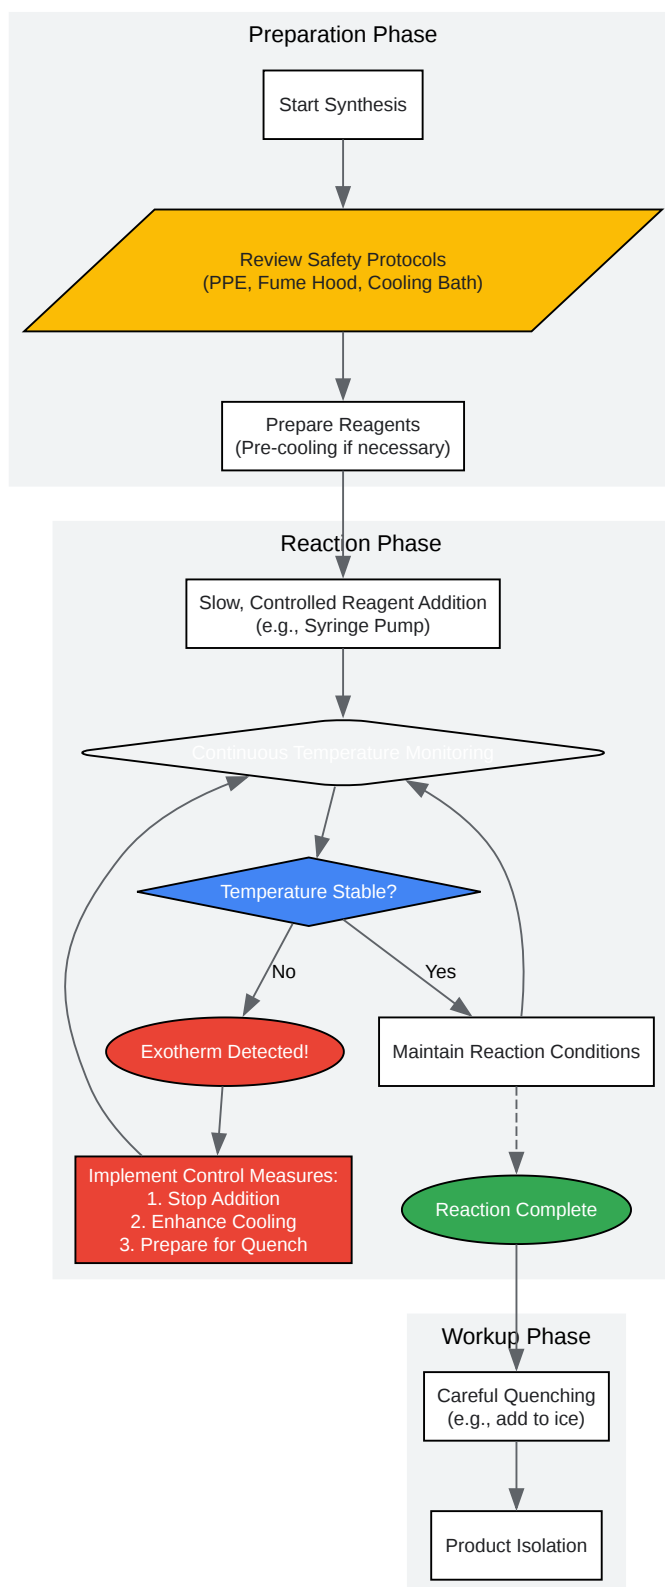 Preparation Phase
Start Synthesis
Review Safety Protocols
(PPE, Fume Hood, Cooling Bath)
Prepare Reagents
(Pre-cooling if necessary)
Reaction Phase
Slow, Controlled Reagent Addition
(e.g., Syringe Pump)
Continuous Temperature Monitoring
Temperature Stable?
No
Yes
Exotherm Detected!
Maintain Reaction Conditions
Implement Control Measures:
1. Stop Addition
2. Enhance Cooling
3. Prepare for Quench
Reaction Complete
Workup Phase
Careful Quenching
(e.g., add to ice)
Product Isolation